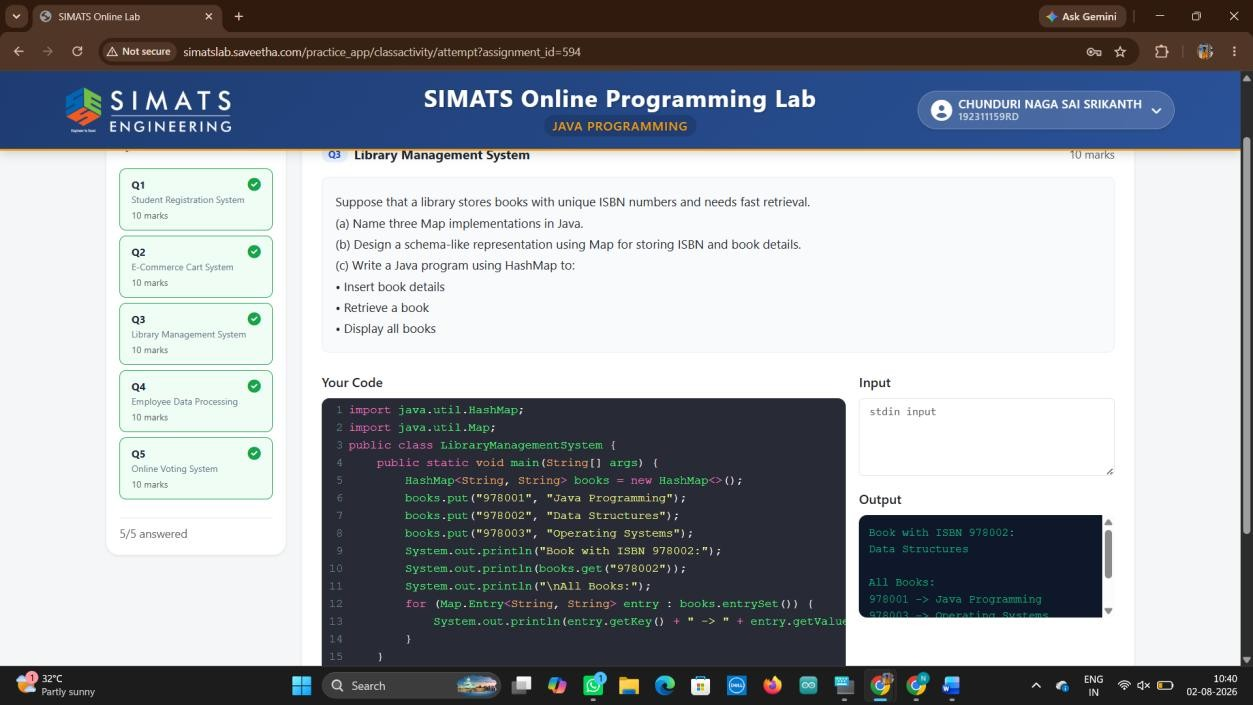 SIMATS Online Lab
Ask Gemini
Not secure
simatslab.saveetha.com/practice_app/classactivity/attempt?assignment_id=594
SIMATS
ENGINEERING
Engineer to Excel
SIMATS Online Programming Lab
JAVA PROGRAMMING
CHUNDURI NAGA SAI SRIKANTH
192311159RD
Q1
Student Registration System
10 marks
Q2
E-Commerce Cart System
10 marks
Q3
Library Management System
10 marks
Q4
Employee Data Processing
10 marks
Q5
Online Voting System
10 marks
5/5 answered
Q3 Library Management System
10 marks
Suppose that a library stores books with unique ISBN numbers and needs fast retrieval.
(a) Name three Map implementations in Java.
(b) Design a schema-like representation using Map for storing ISBN and book details.
(c) Write a Java program using HashMap to:
• Insert book details
• Retrieve a book
• Display all books
Your Code
1 import java.util.HashMap;
2 import java.util.Map;
3 public class LibraryManagementSystem {
4 public static void main(String[] args) {
5 HashMap<String, String> books = new HashMap<>();
6 books.put("978001", "Java Programming");
7 books.put("978002", "Data Structures");
8 books.put("978003", "Operating Systems");
9 System.out.println("Book with ISBN 978002:");
10 System.out.println(books.get("978002"));
11 System.out.println("\nAll Books:");
12 for (Map.Entry<String, String> entry : books.entrySet()) {
13 System.out.println(entry.getKey() + " -> " + entry.getValue
14 }
15 }
Input
stdin input
Output
Book with ISBN 978002:
Data Structures
All Books:
978001 -> Java Programming
978003 -> Operating Systems
1
32°C
Partly sunny
Search
1
DELL
N
ENG
IN
10:40
02-08-2026